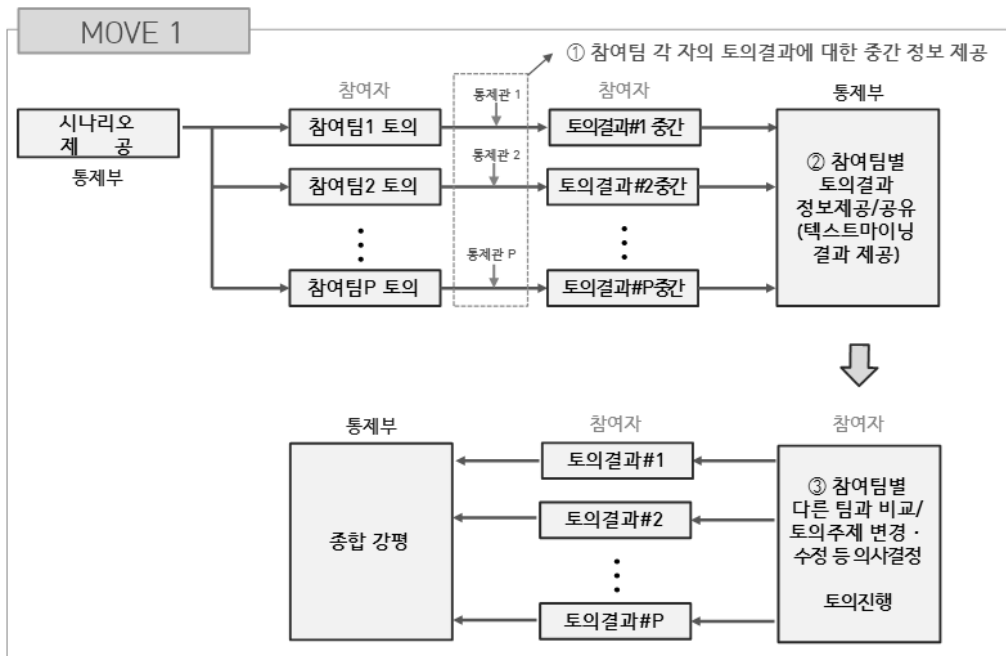 MOVE 1
① 참여팀 각 자의 토의결과에 대한 중간 정보 제공
참여자
통제관 1
참여자
통제부
시나리오
제 공
통제부
참여팀1 토의
토의결과#1 중간
통제관 2
참여팀2 토의
토의결과#2중간
통제관 P
참여팀P 토의
토의결과#P중간
② 참여팀별
토의결과
정보제공/공유
(텍스트마이닝
결과 제공)
통제부
참여자
참여자
종합 강평
토의결과#1
토의결과#2
토의결과#P
③ 참여팀별
다른 팀과 비교/
토의주제 변경 ·
수정 등 의사결정
토의진행